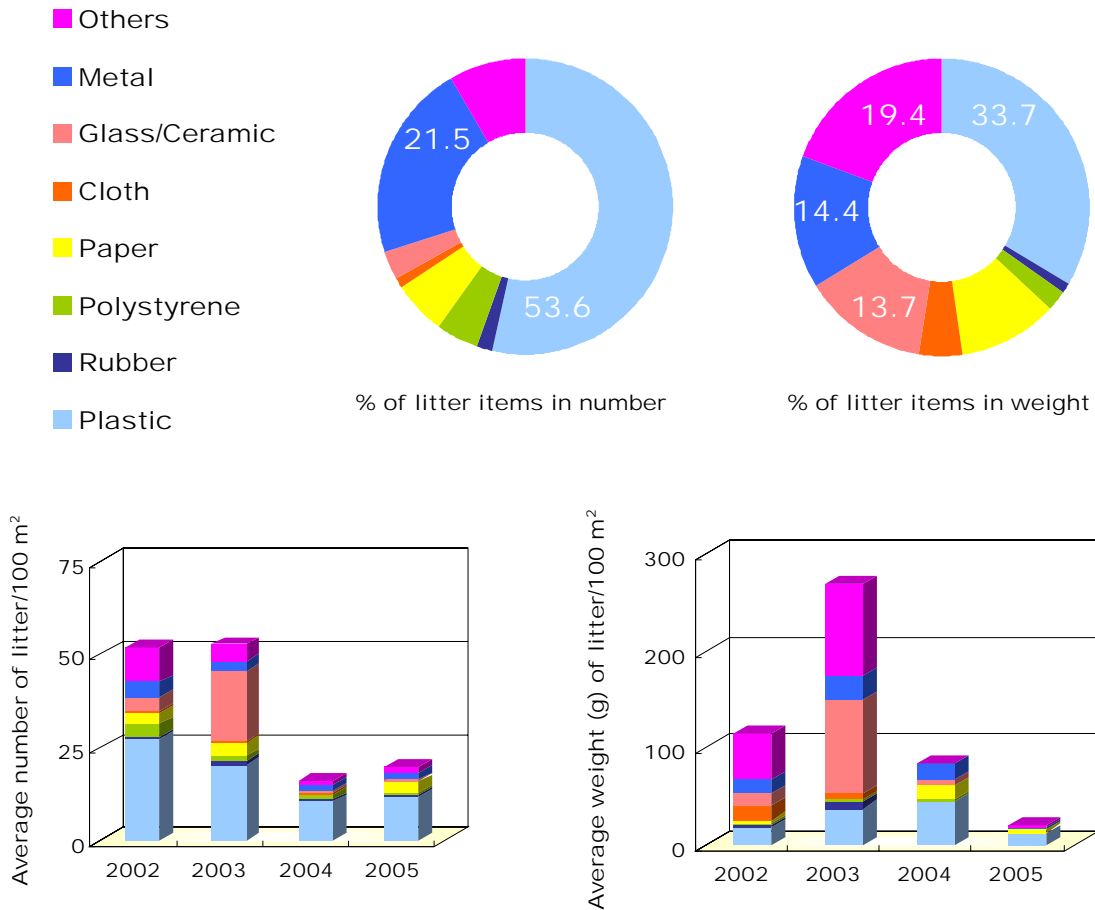 Others
Metal
Glass/Ceramic
Cloth
Paper
Polystyrene
Rubber
Plastic
21.5
53.6
% of litter items in number
19.4
33.7
14.4
13.7
% of litter items in weight
Average number of litter/100 m²
75
50
25
0
2002 2003 2004 2005
Average weight (g) of litter/100 m²
300
200
100
0
2002 2003 2004 2005